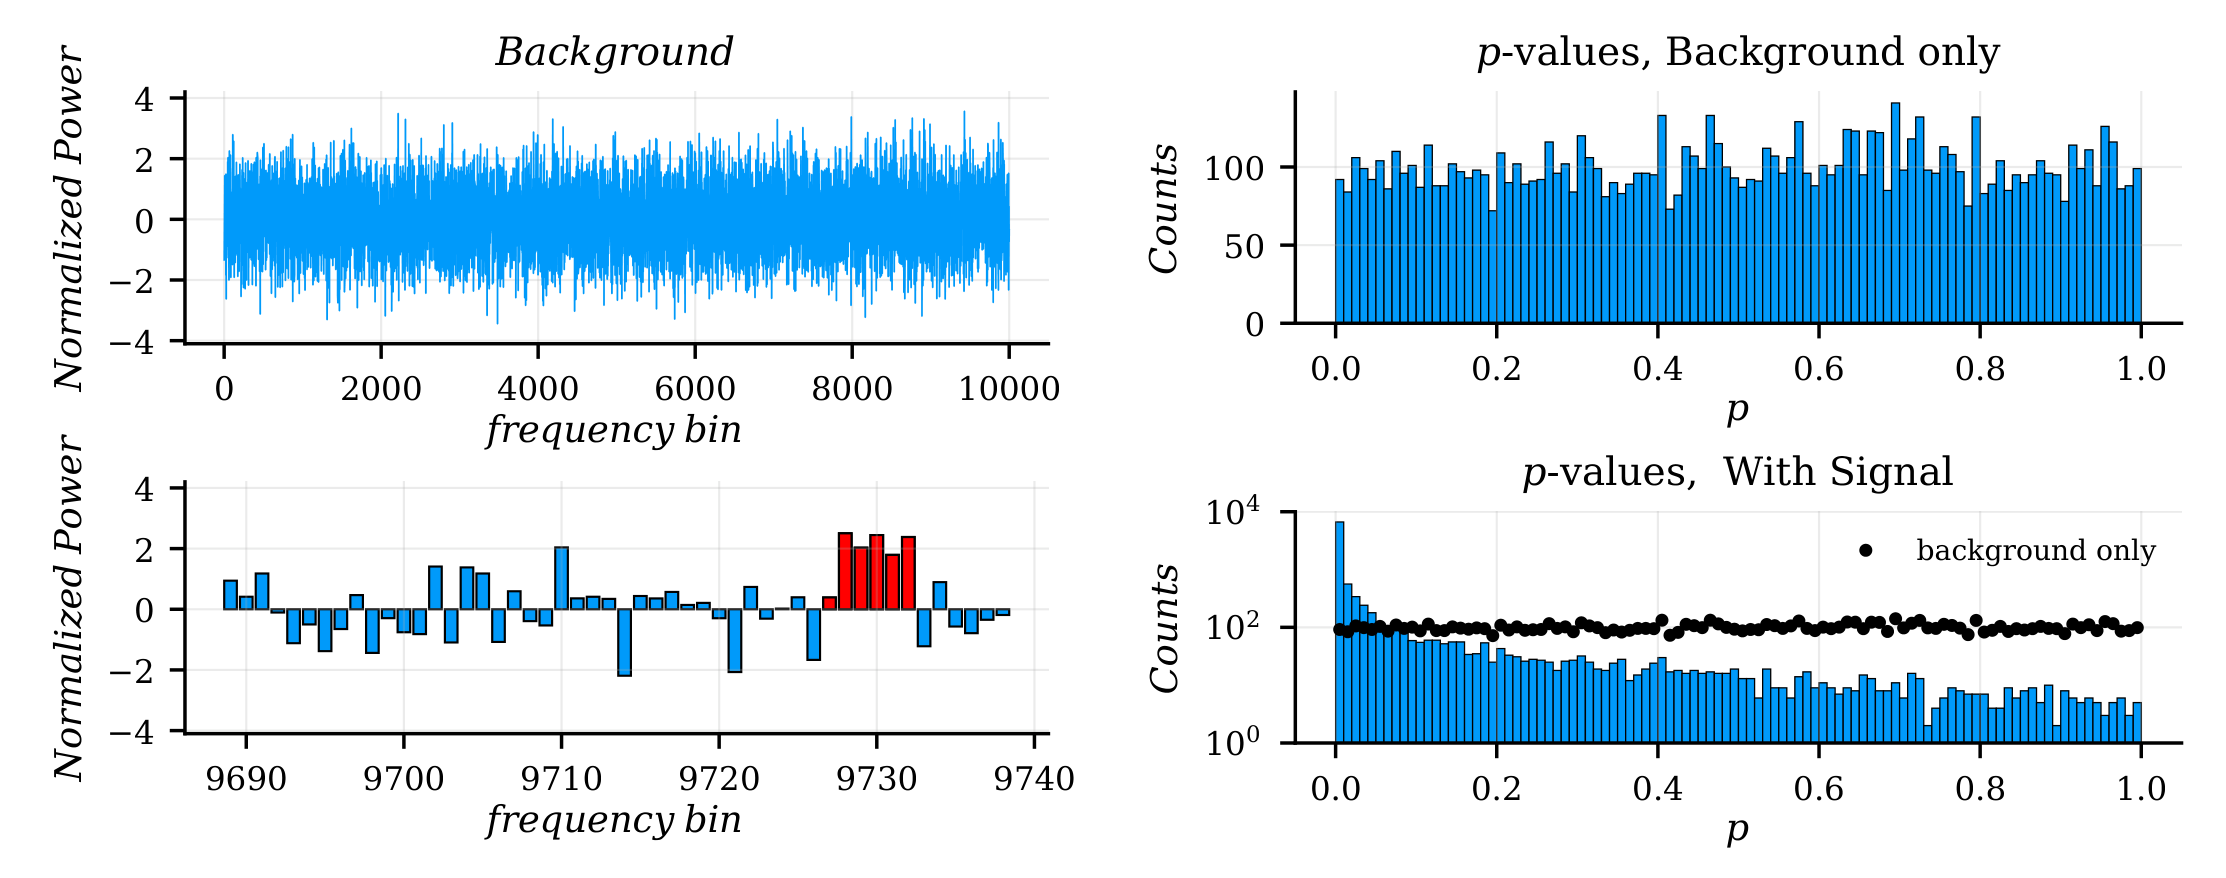 Background
Normalized Power
4
2
0
−2
−4
0 2000 4000 6000 8000 10000
frequency bin
p-values, Background only
Counts
100
50
0
0.0 0.2 0.4 0.6 0.8 1.0
p
Normalized Power
4
2
0
−2
−4
9690 9700 9710 9720 9730 9740
frequency bin
p-values, With Signal
Counts
10⁴
10²
10⁰
background only
0.0 0.2 0.4 0.6 0.8 1.0
p